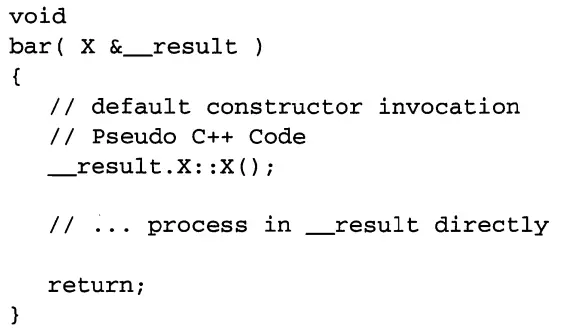 void
bar( X &__result )
{
// default constructor invocation
// Pseudo C++ Code
__result.X::X();
// ... process in __result directly
return;
}